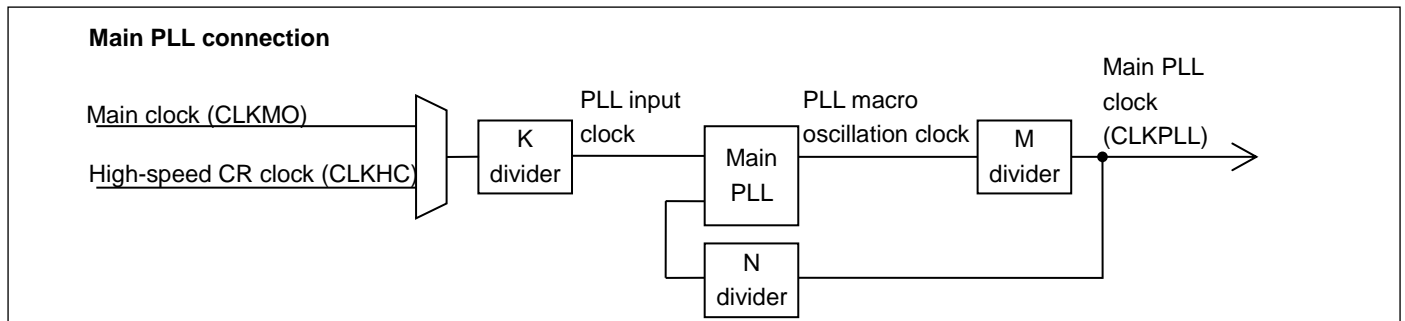 Main PLL connection
Main clock (CLKMO)
High-speed CR clock (CLKHC)
K
divider
PLL input
clock
Main
PLL
PLL macro
oscillation clock
M
divider
Main PLL
clock
(CLKPLL)
N
divider